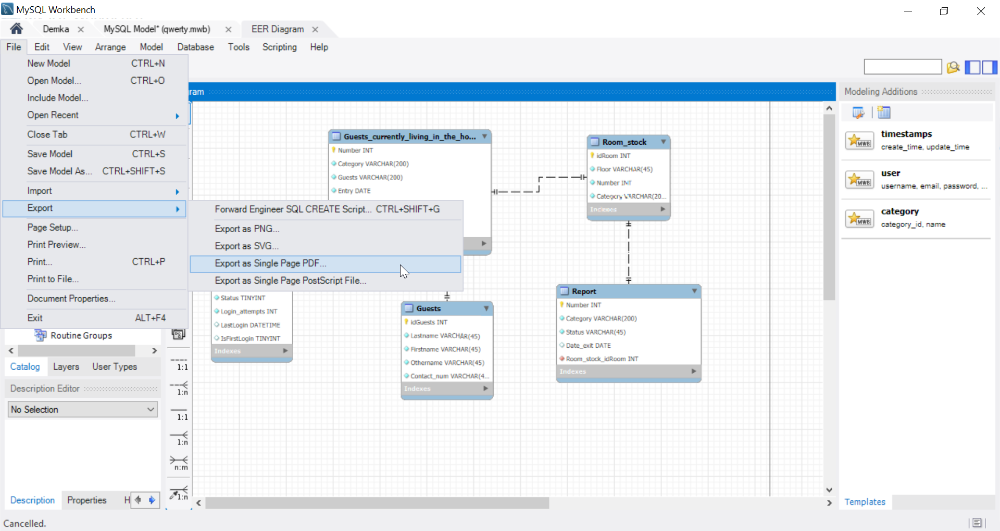 MySQL Workbench
Demka
MySQL Model* (qwerty.mwb)
EER Diagram
File Edit View Arrange Model Database Tools Scripting Help
New Model CTRL+N
Open Model... CTRL+O
Include Model...
Open Recent
Close Tab CTRL+W
Save Model CTRL+S
Save Model As... CTRL+SHIFT+S
Import
Export
Page Setup...
Print Preview...
Print... CTRL+P
Print to File...
Document Properties...
Exit ALT+F4
Forward Engineer SQL CREATE Script... CTRL+SHIFT+G
Export as PNG...
Export as SVG...
Export as Single Page PDF...
Export as Single Page PostScript File...
Routine Groups
Catalog Layers User Types
Description Editor
No Selection
Description Properties H
Cancelled.
1:1
1:n
1:1
1:n
n:m
1:n
ram
Guests_currently_living_in_the_ho...
Number INT
Category VARCHAR(200)
Guests VARCHAR(200)
Entry DATE
Room_stock
idRoom INT
Floor VARCHAR(45)
Number INT
Category VARCHAR(20...
Indexes
Status TINYINT
Login_attempts INT
LastLogin DATETIME
IsFirstLogin TINYINT
Indexes
Guests
idGuests INT
Lastname VARCHAR(45)
Firstname VARCHAR(45)
Othername VARCHAR(45)
Contact_num VARCHAR(4...
Indexes
Report
Number INT
Category VARCHAR(200)
Status VARCHAR(45)
Date_exit DATE
Room_stock_idRoom INT
Indexes
Modeling Additions
MWB
timestamps
create_time, update_time
MWB
user
username, email, password, ...
MWB
category
category_id, name
Templates